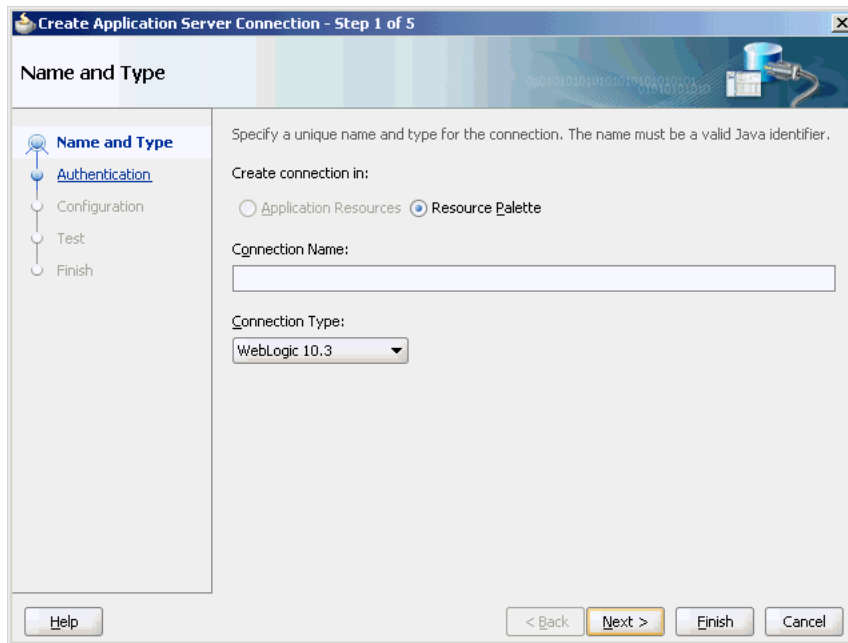 Create Application Server Connection - Step 1 of 5
Name and Type
Name and Type
Authentication
Configuration
Test
Finish
Specify a unique name and type for the connection. The name must be a valid Java identifier.
Create connection in:
Application Resources Resource Palette
Connection Name:
Connection Type:
WebLogic 10.3
Help < Back Next > Finish Cancel